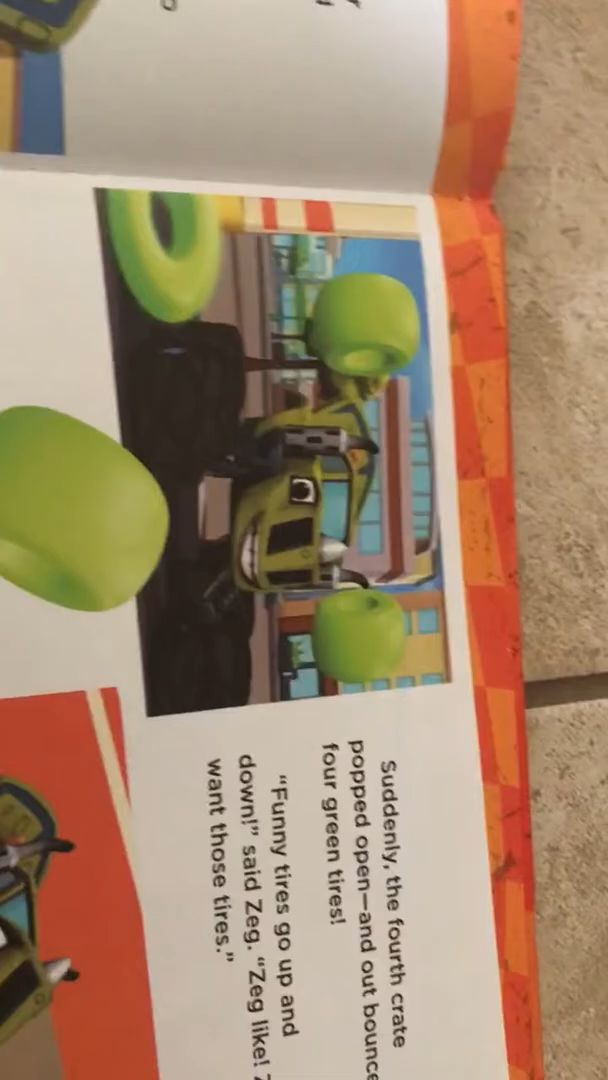 Suddenly, the fourth crate
popped open—and out bounce
four green tires!
"Funny tires go up and
down!" said Zeg. "Zeg like!
want those tires."